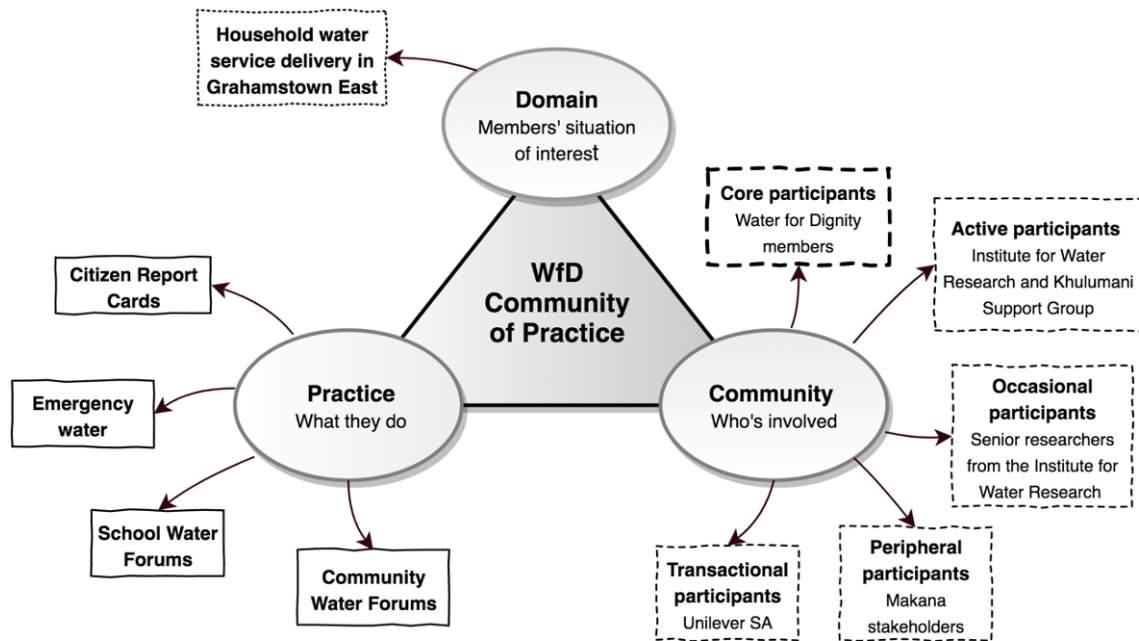 Household water
service delivery in
Grahamstown East
Domain
Members' situation
of interest
WfD
Community
of Practice
Practice
What they do
Citizen Report
Cards
Emergency
water
School Water
Forums
Community
Water Forums
Community
Who's involved
Core participants
Water for Dignity
members
Active participants
Institute for Water
Research and Khulumani
Support Group
Occasional
participants
Senior researchers
from the Institute for
Water Research
Peripheral
participants
Makana
stakeholders
Transactional
participants
Unilever SA